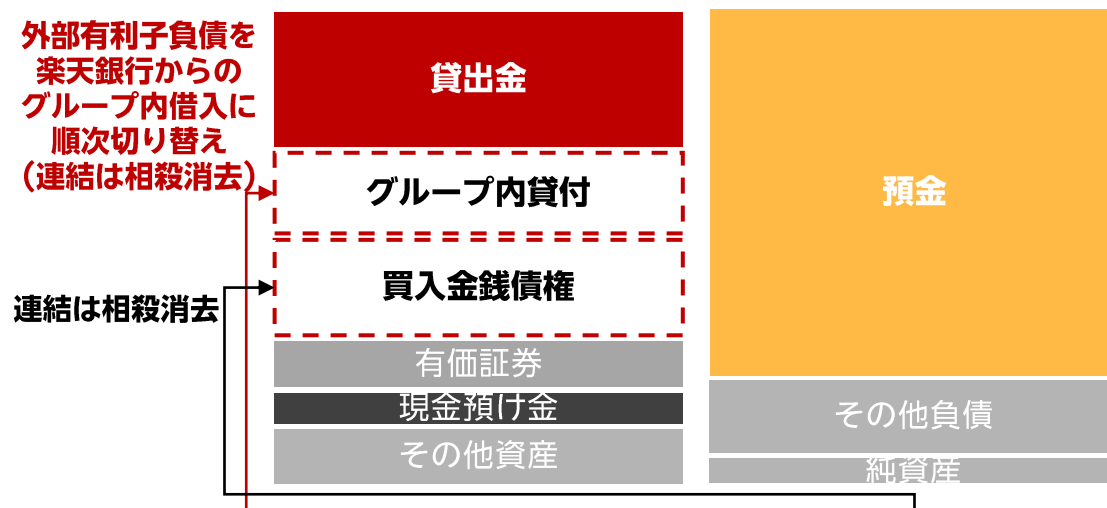 外部有利子負債を
楽天銀行からの
グループ内借入に
順次切り替え
（連結は相殺消去）
連結は相殺消去
貸出金
グループ内貸付
買入金銭債権
有価証券
現金預け金
その他資産
預金
その他負債
純資産